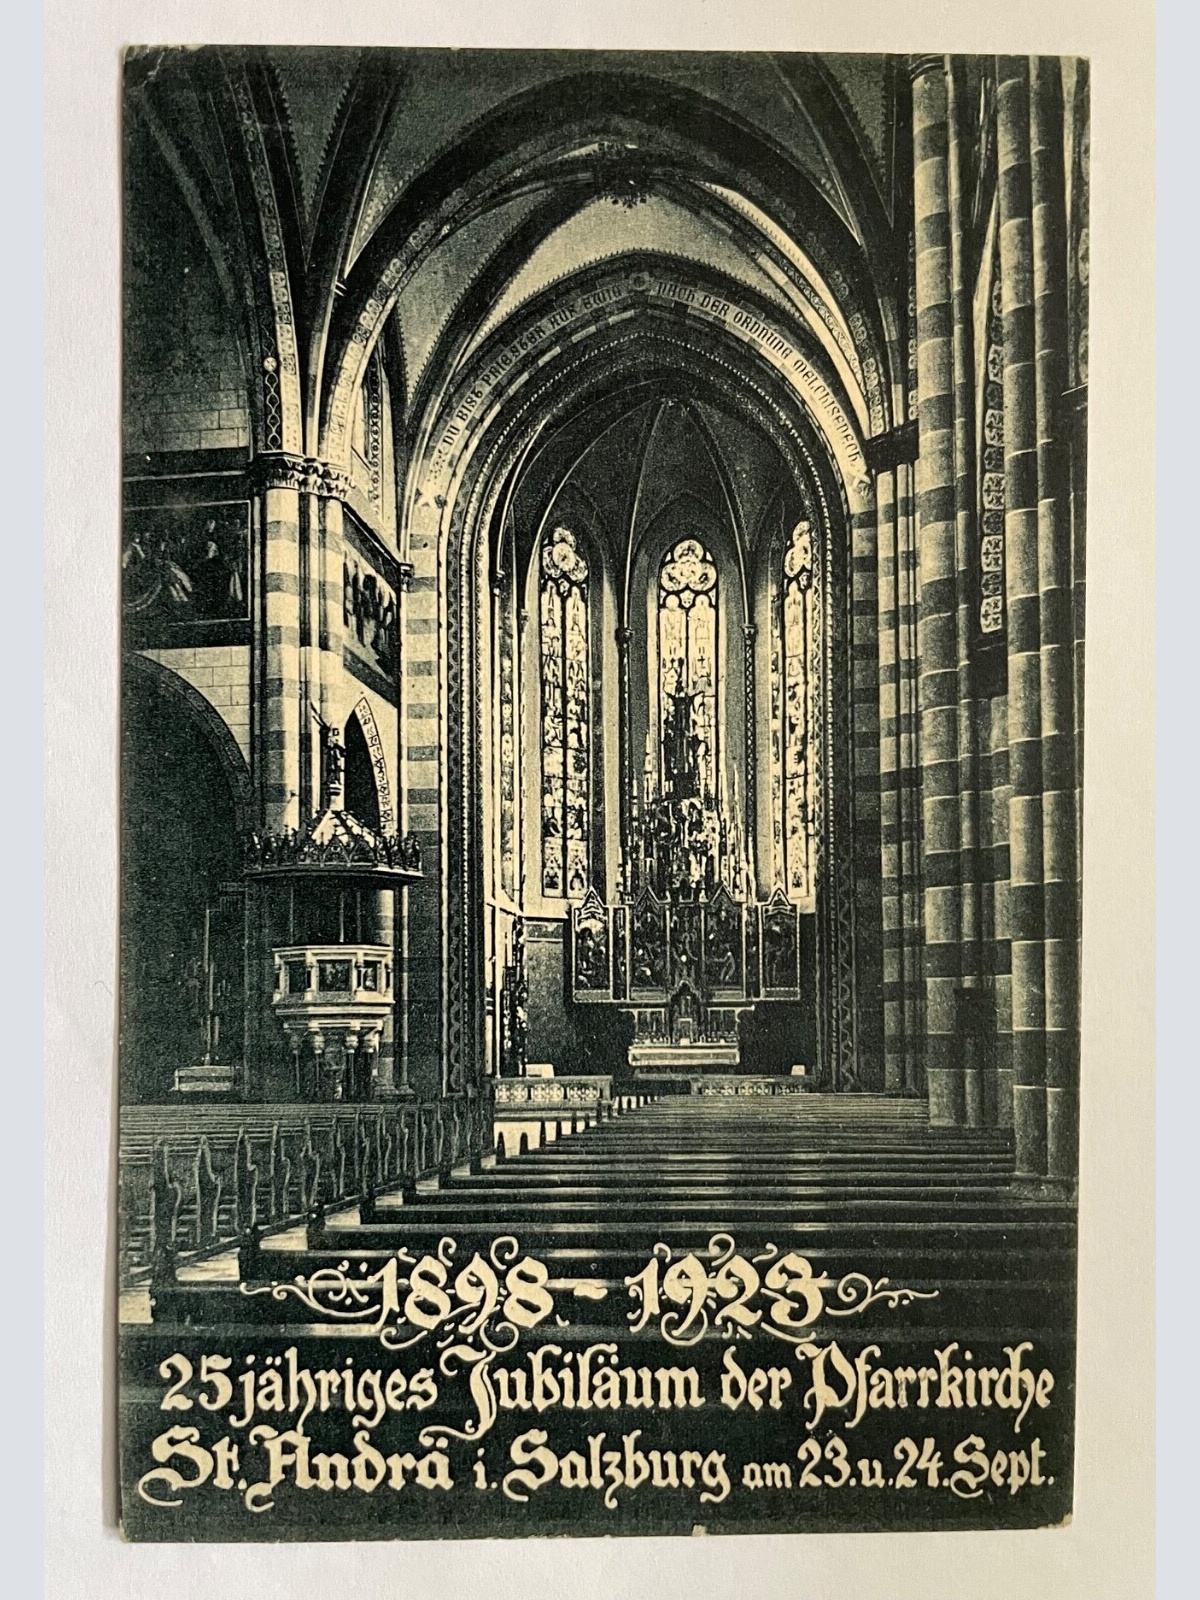 DU BIST PRIESTER AUF EWIG NACH DER ORDNUNG MELCHISEDECH
1898 - 1923
25jähriges Jubiläum der Pfarrkirche
St. Andrä i. Salzburg am 23. u. 24. Sept.